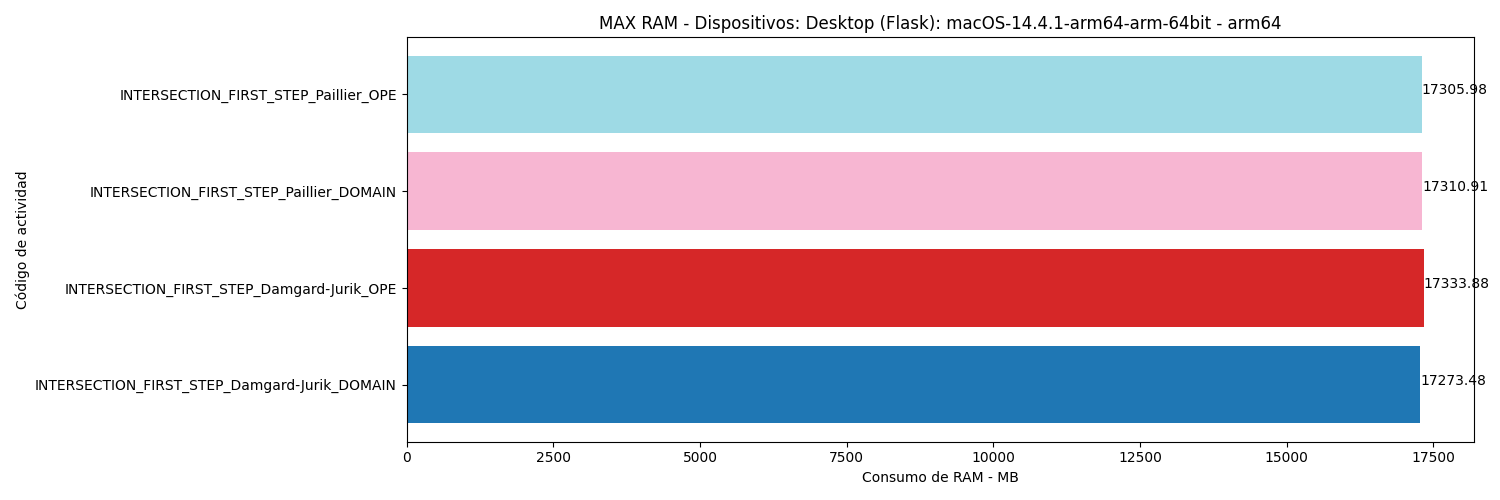 MAX RAM - Dispositivos: Desktop (Flask): macOS-14.4.1-arm64-arm-64bit - arm64
Código de actividad
INTERSECTION_FIRST_STEP_Paillier_OPE
17305.98
INTERSECTION_FIRST_STEP_Paillier_DOMAIN
17310.91
INTERSECTION_FIRST_STEP_Damgard-Jurik_OPE
17333.88
INTERSECTION_FIRST_STEP_Damgard-Jurik_DOMAIN
17273.48
0 2500 5000 7500 10000 12500 15000 17500
Consumo de RAM - MB